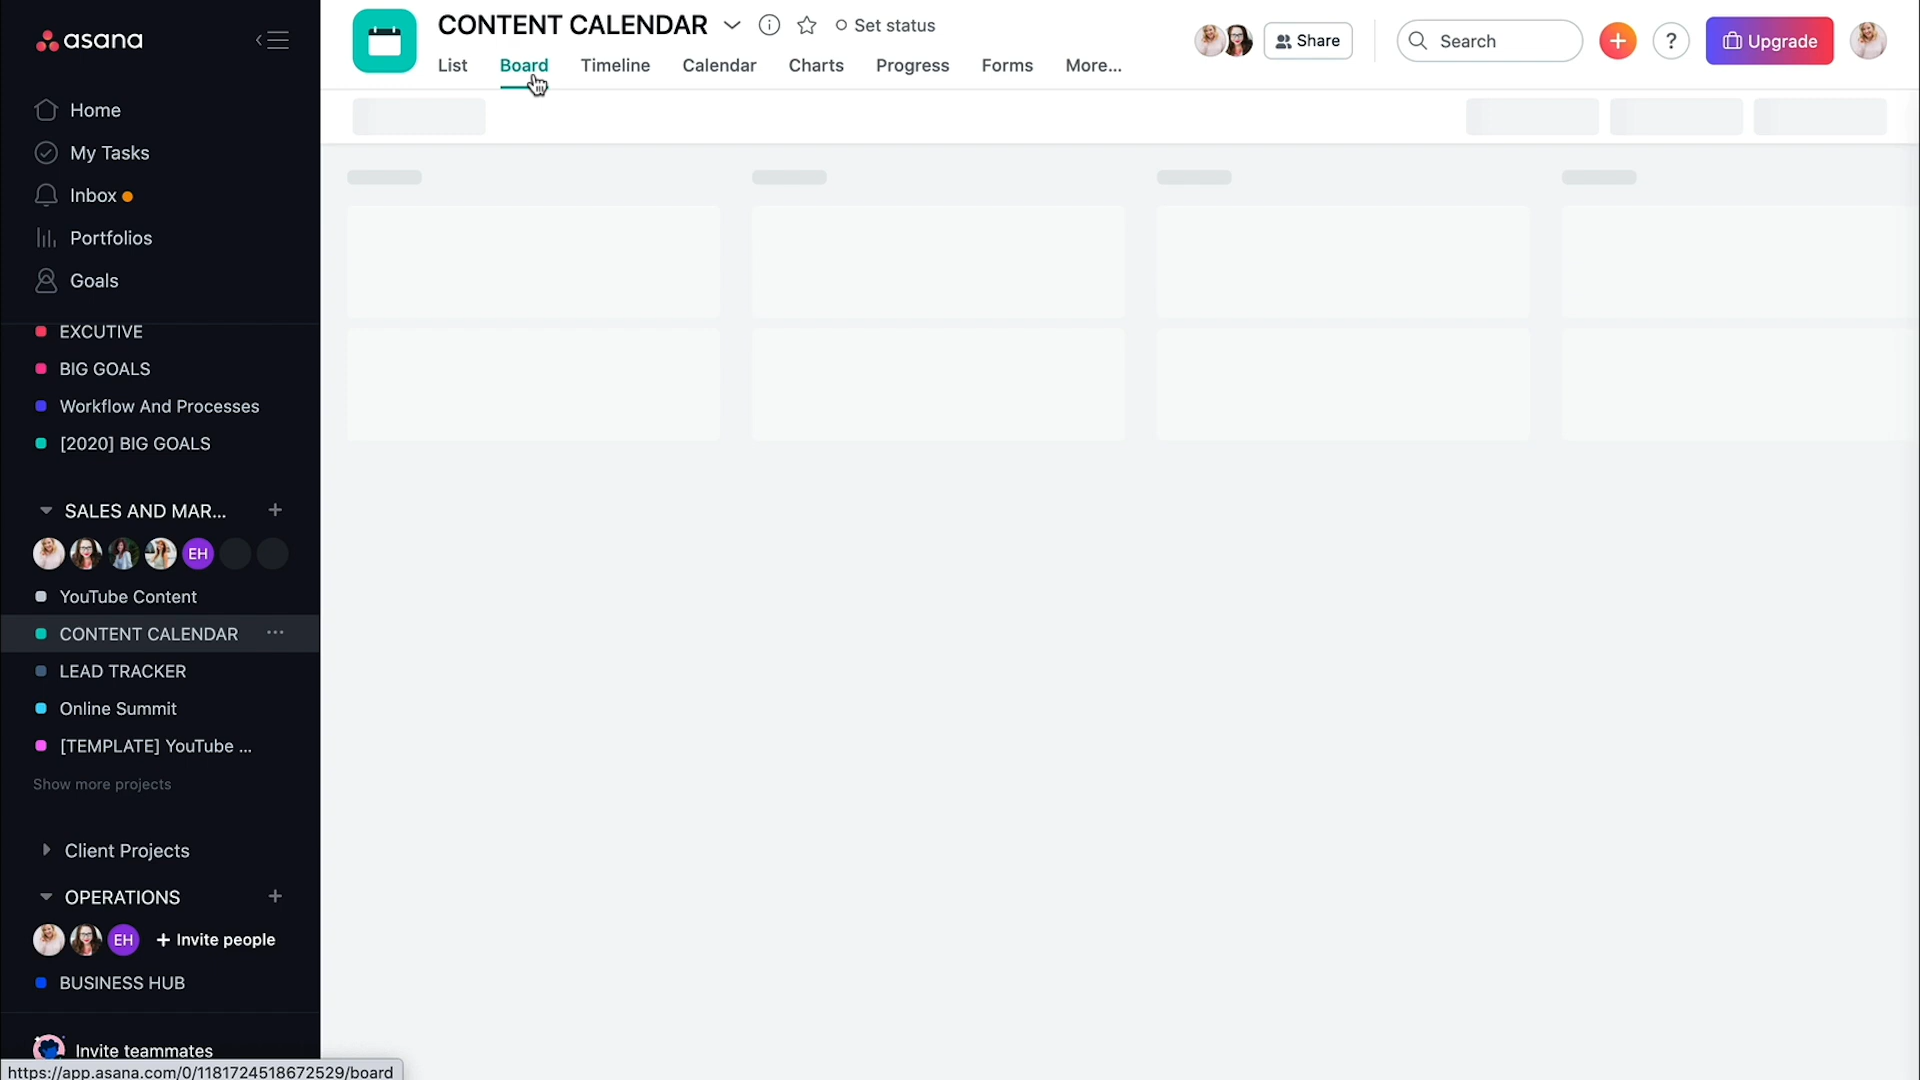 asana
Home
My Tasks
Inbox
Portfolios
Goals
EXCUTIVE
BIG GOALS
Workflow And Processes
[2020] BIG GOALS
SALES AND MAR...
EH
YouTube Content
CONTENT CALENDAR
LEAD TRACKER
Online Summit
[TEMPLATE] YouTube ...
Show more projects
Client Projects
OPERATIONS
EH
Invite people
BUSINESS HUB
Invite teammates
https://app.asana.com/0/1181724518672529/board
CONTENT CALENDAR
Set status
List Board Timeline Calendar Charts Progress Forms More...
Share
Search
?
Upgrade